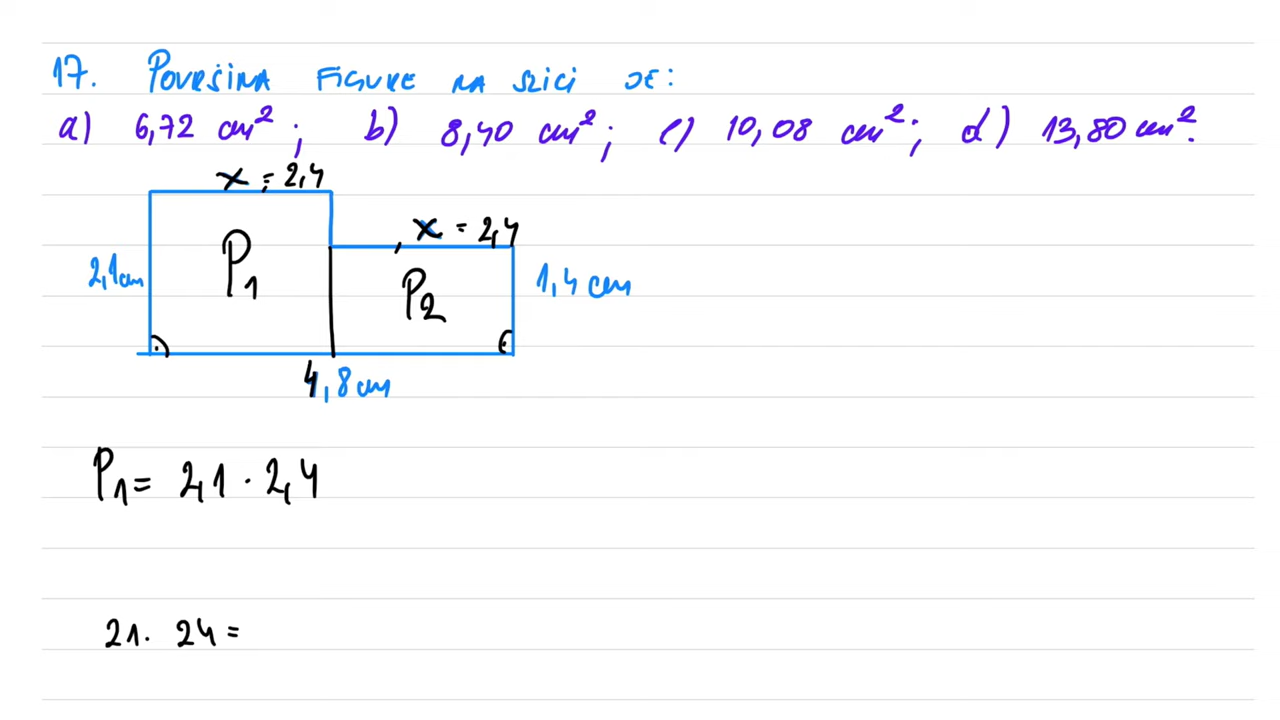 17. POVRŠINA FIGURE NA SLICI JE:
a) 6,72 cm²; b) 8,40 cm²; c) 10,08 cm²; d) 13,80 cm².
x = 2,4
x = 2,4
P₁
2,1 cm
P₂
1,4 cm
4,8 cm
P₁ = 2,1 · 2,4
21 · 24 =